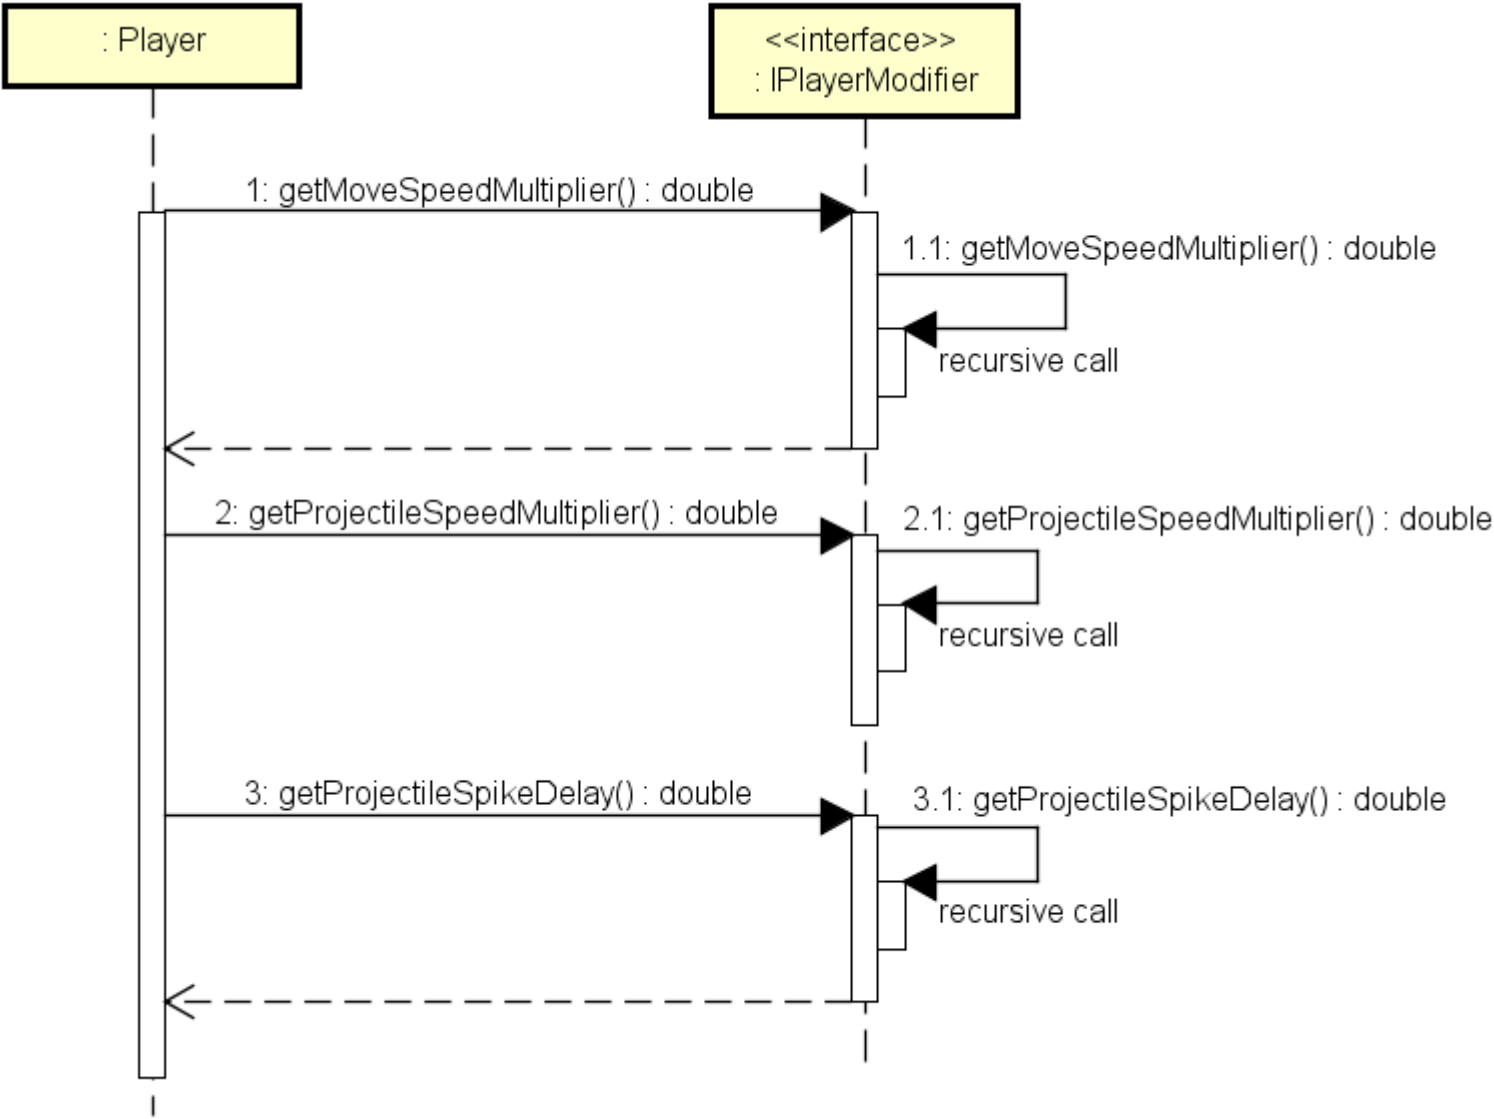 : Player
<<interface>>
: IPlayerModifier
1: getMoveSpeedMultiplier() : double
1.1: getMoveSpeedMultiplier() : double
recursive call
2: getProjectileSpeedMultiplier() : double
2.1: getProjectileSpeedMultiplier() : double
recursive call
3: getProjectileSpikeDelay() : double
3.1: getProjectileSpikeDelay() : double
recursive call